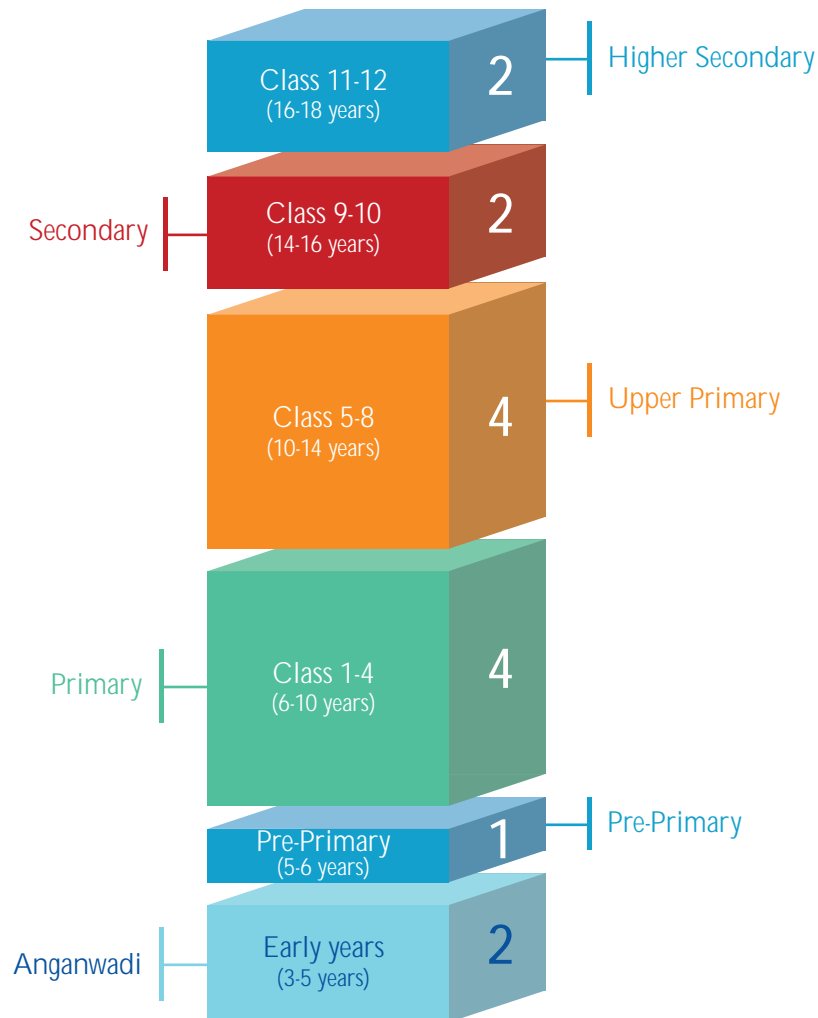 Class 11-12
(16-18 years)
2
Higher Secondary
Secondary
Class 9-10
(14-16 years)
2
Class 5-8
(10-14 years)
4
Upper Primary
Primary
Class 1-4
(6-10 years)
4
Pre-Primary
(5-6 years)
1
Pre-Primary
Anganwadi
Early years
(3-5 years)
2